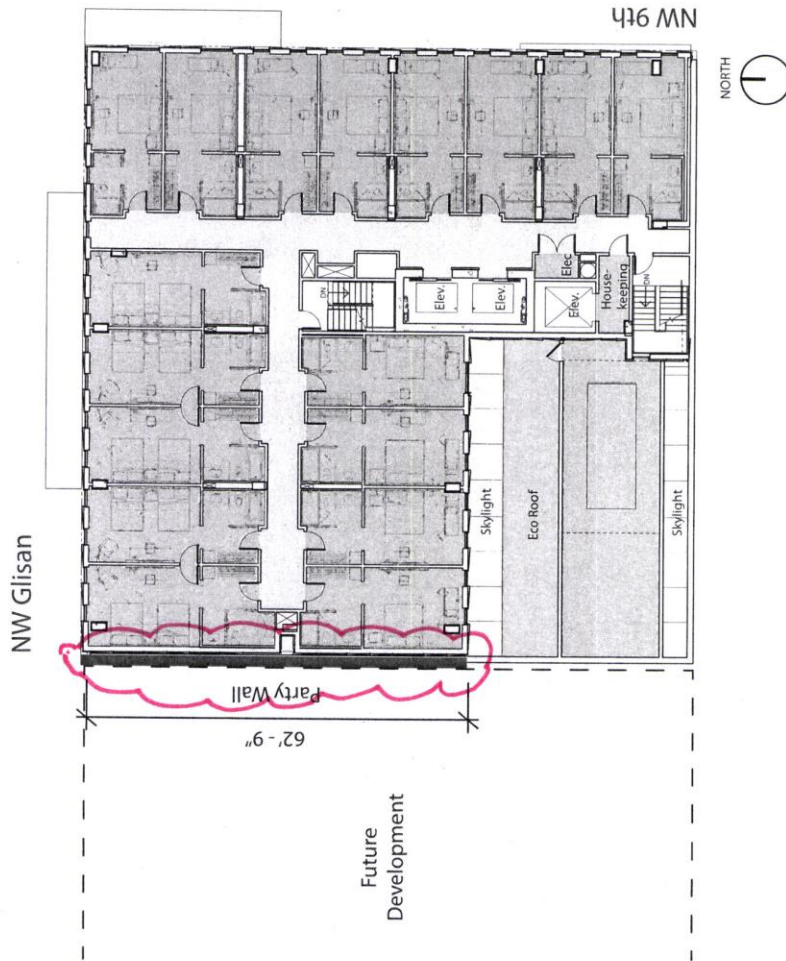 NW 9th
NORTH
NW Glisan
DN
Elev.
Elev.
Elec
Elev.
House-
keeping
DN
Skylight
Eco Roof
Skylight
Party Wall
62' - 9"
Future
Development